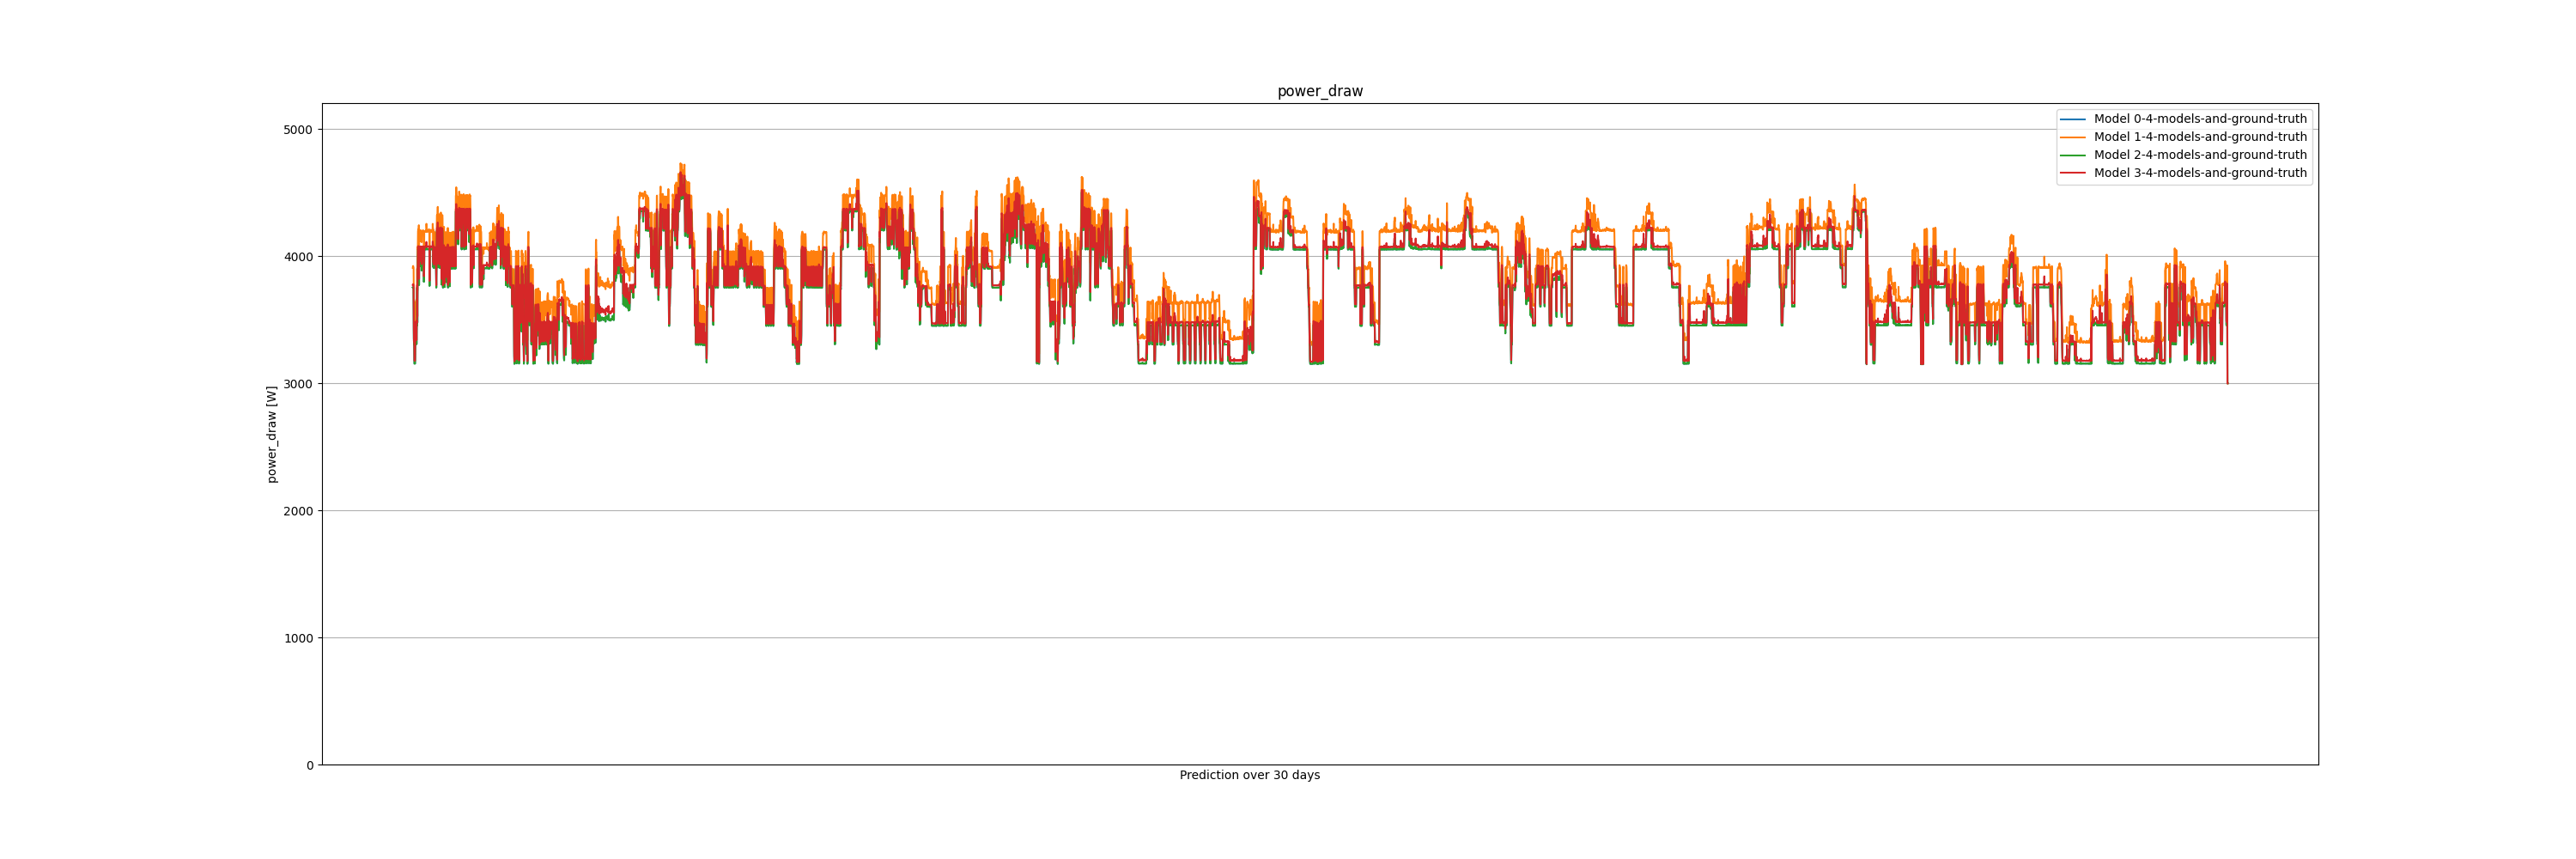 power_draw
Model 0-4-models-and-ground-truth
Model 1-4-models-and-ground-truth
Model 2-4-models-and-ground-truth
Model 3-4-models-and-ground-truth
5000
4000
3000
2000
1000
0
power_draw [W]
Prediction over 30 days